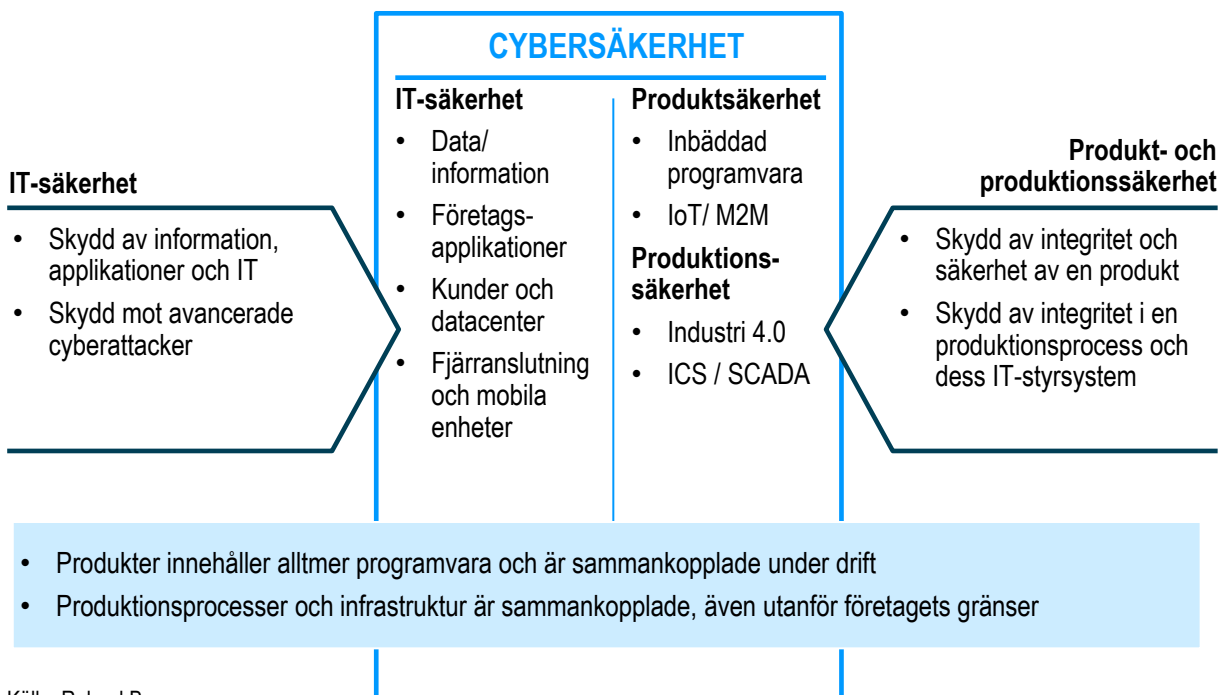 CYBERSÄKERHET
IT-säkerhet
• Skydd av information,
applikationer och IT
• Skydd mot avancerade
cyberattacker
IT-säkerhet
• Data/
information
• Företags-
applikationer
• Kunder och
datacenter
• Fjärranslutning
och mobila
enheter
Produktsäkerhet
• Inbäddad
programvara
• IoT/ M2M
Produktions-
säkerhet
• Industri 4.0
• ICS / SCADA
Produkt- och
produktionssäkerhet
• Skydd av integritet och
säkerhet av en produkt
• Skydd av integritet i en
produktionsprocess och
dess IT-styrsystem
• Produkter innehåller alltmer programvara och är sammankopplade under drift
• Produktionsprocesser och infrastruktur är sammankopplade, även utanför företagets gränser